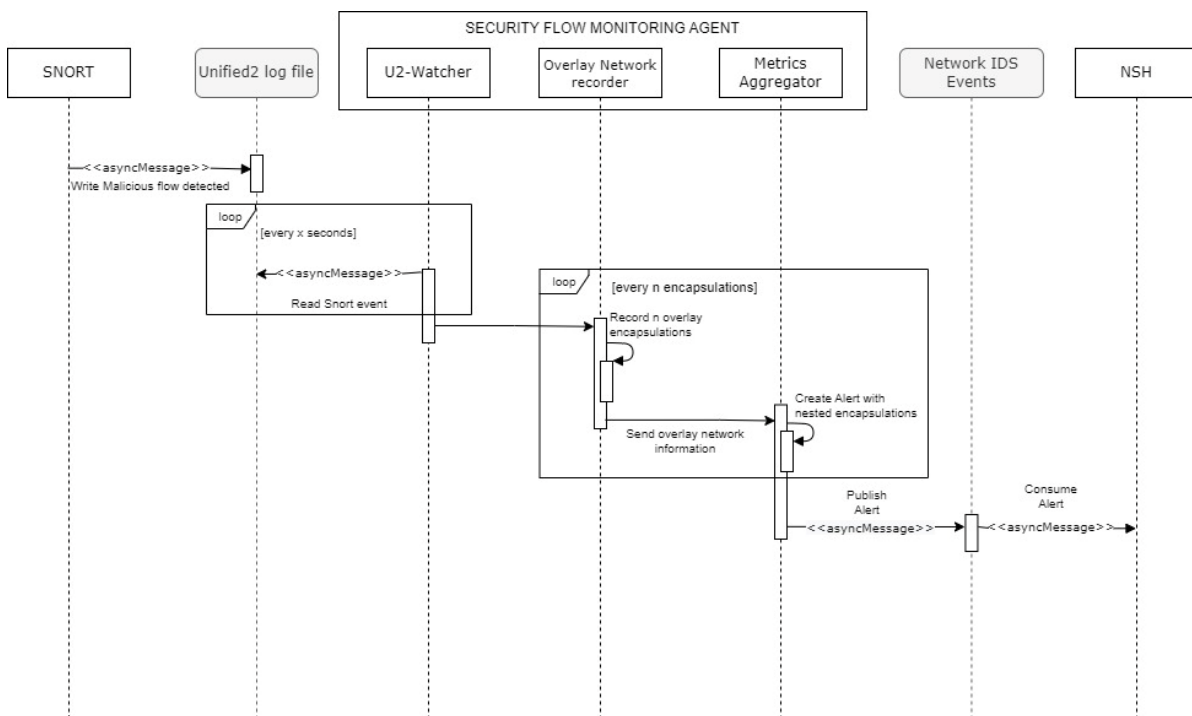 SECURITY FLOW MONITORING AGENT
SNORT
Unified2 log file
U2-Watcher
Overlay Network
recorder
Metrics
Aggregator
Network IDS
Events
NSH
<<asyncMessage>>
Write Malicious flow detected
loop
[every x seconds]
<<asyncMessage>>
Read Snort event
loop
[every n encapsulations]
Record n overlay
encapsulations
Create Alert with
nested encapsulations
Send overlay network
information
Publish
Alert
<<asyncMessage>>
Consume
Alert
<<asyncMessage>>